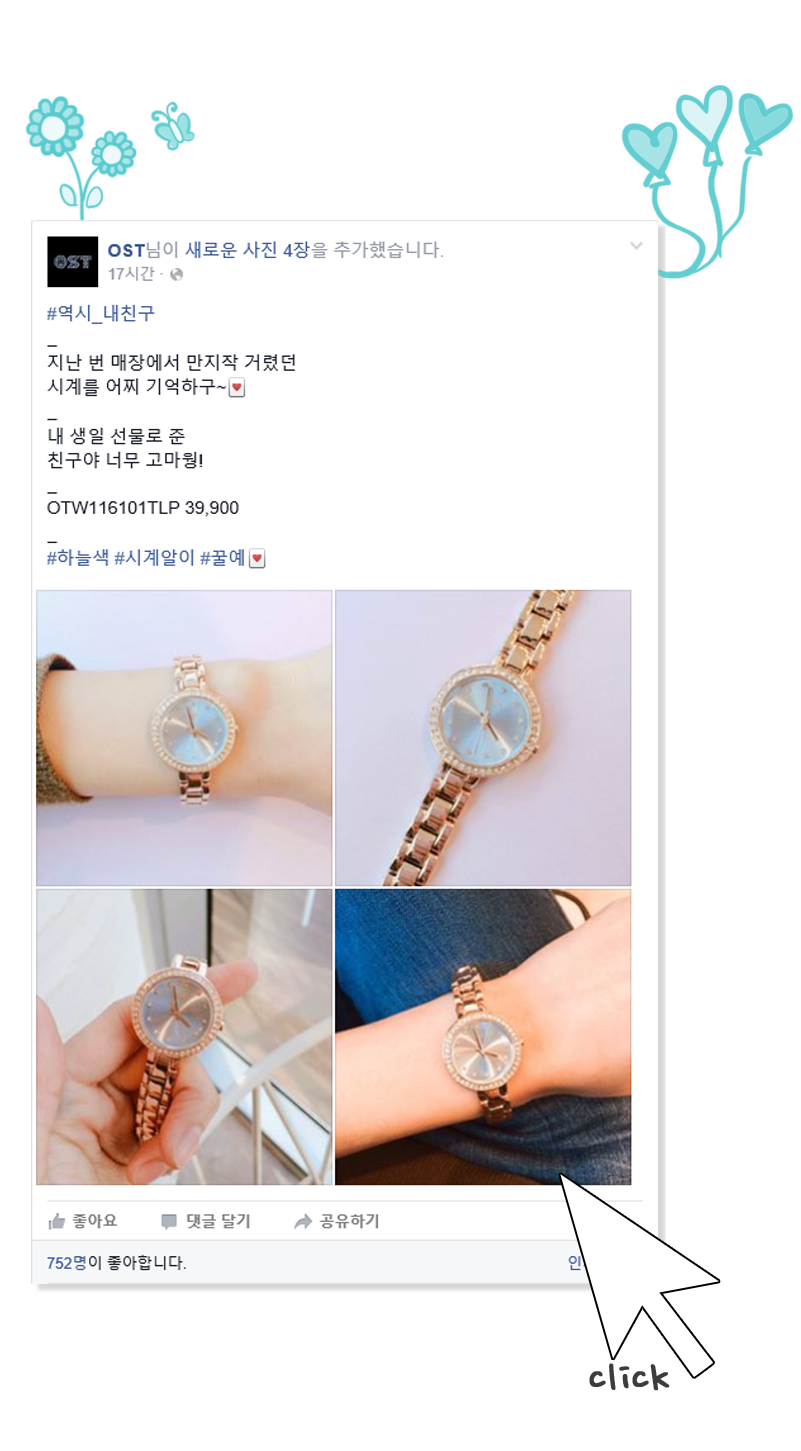 OST
OST님이 새로운 사진 4장을 추가했습니다.
17시간 ·
#역시_내친구
_
지난 번 매장에서 만지작 거렸던
시계를 어찌 기억하구~
_
내 생일 선물로 준
친구야 너무 고마웡!
_
OTW116101TLP 39,900
_
#하늘색 #시계알이 #꿀예
좋아요 댓글 달기 공유하기
752명이 좋아합니다.
click